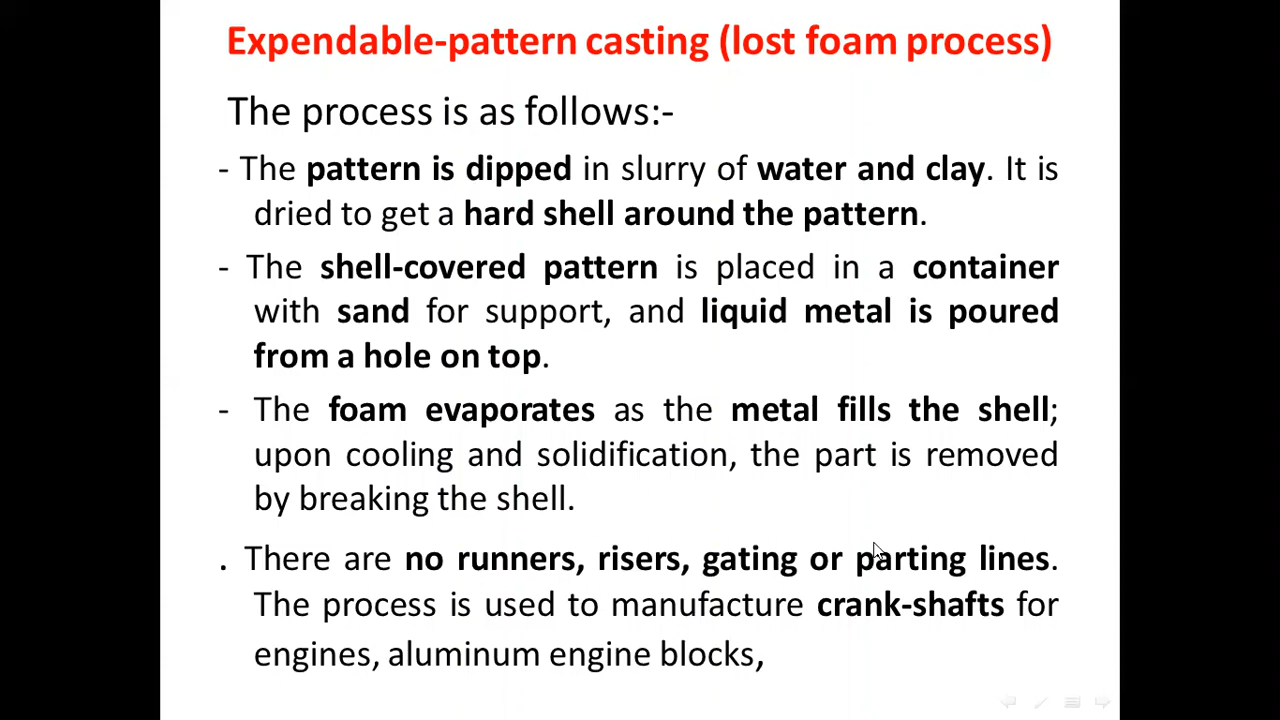 Expendable-pattern casting (lost foam process)
The process is as follows:-
- The pattern is dipped in slurry of water and clay. It is
dried to get a hard shell around the pattern.
- The shell-covered pattern is placed in a container
with sand for support, and liquid metal is poured
from a hole on top.
- The foam evaporates as the metal fills the shell;
upon cooling and solidification, the part is removed
by breaking the shell.
. There are no runners, risers, gating or parting lines.
The process is used to manufacture crank-shafts for
engines, aluminum engine blocks,